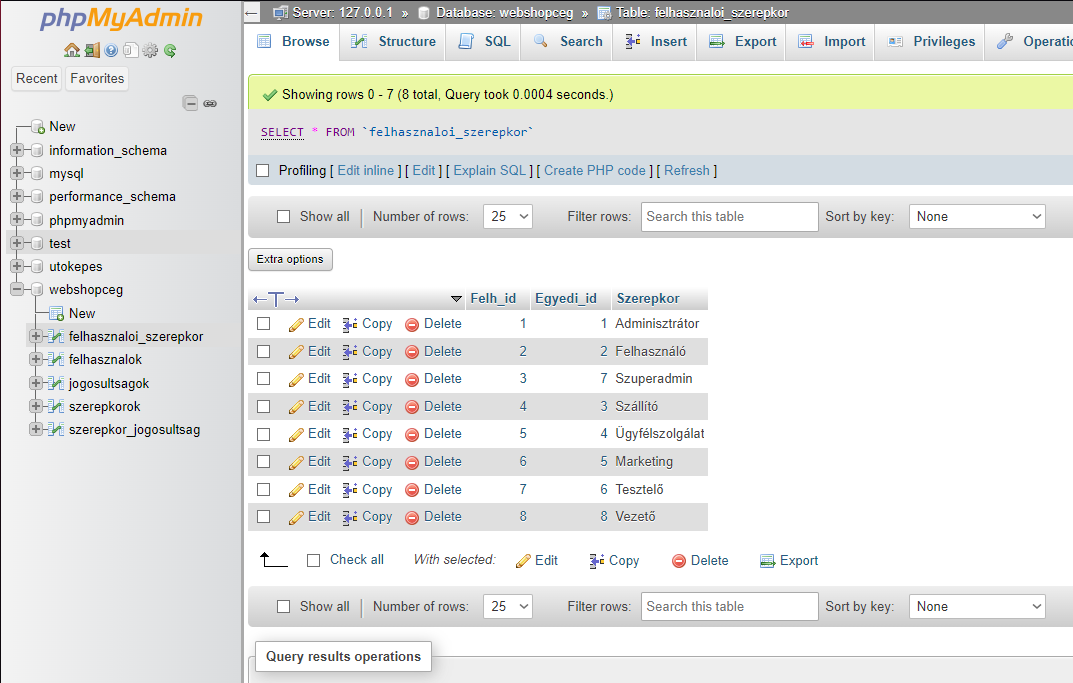 phpMyAdmin
Recent Favorites
New
information_schema
mysql
performance_schema
phpmyadmin
test
utokepes
webshopceg
New
felhasznaloi_szerepkor
felhasznalok
jogosultsagok
szerepkorok
szerepkor_jogosultsag
Server: 127.0.0.1 » Database: webshopceg » Table: felhasznaloi_szerepkor
Browse Structure SQL Search Insert Export Import Privileges Operatio
Showing rows 0 - 7 (8 total, Query took 0.0004 seconds.)
SELECT * FROM `felhasznaloi_szerepkor`
Profiling [ Edit inline ] [ Edit ] [ Explain SQL ] [ Create PHP code ] [ Refresh ]
Show all | Number of rows: 25 Filter rows: Search this table Sort by key: None
Extra options
←T→ Felh_id Egyedi_id Szerepkor
Edit Copy Delete 1 1 Adminisztrátor
Edit Copy Delete 2 2 Felhasználó
Edit Copy Delete 3 7 Szuperadmin
Edit Copy Delete 4 3 Szállító
Edit Copy Delete 5 4 Ügyfélszolgálat
Edit Copy Delete 6 5 Marketing
Edit Copy Delete 7 6 Tesztelő
Edit Copy Delete 8 8 Vezető
Check all With selected: Edit Copy Delete Export
Show all | Number of rows: 25 Filter rows: Search this table Sort by key: None
Query results operations